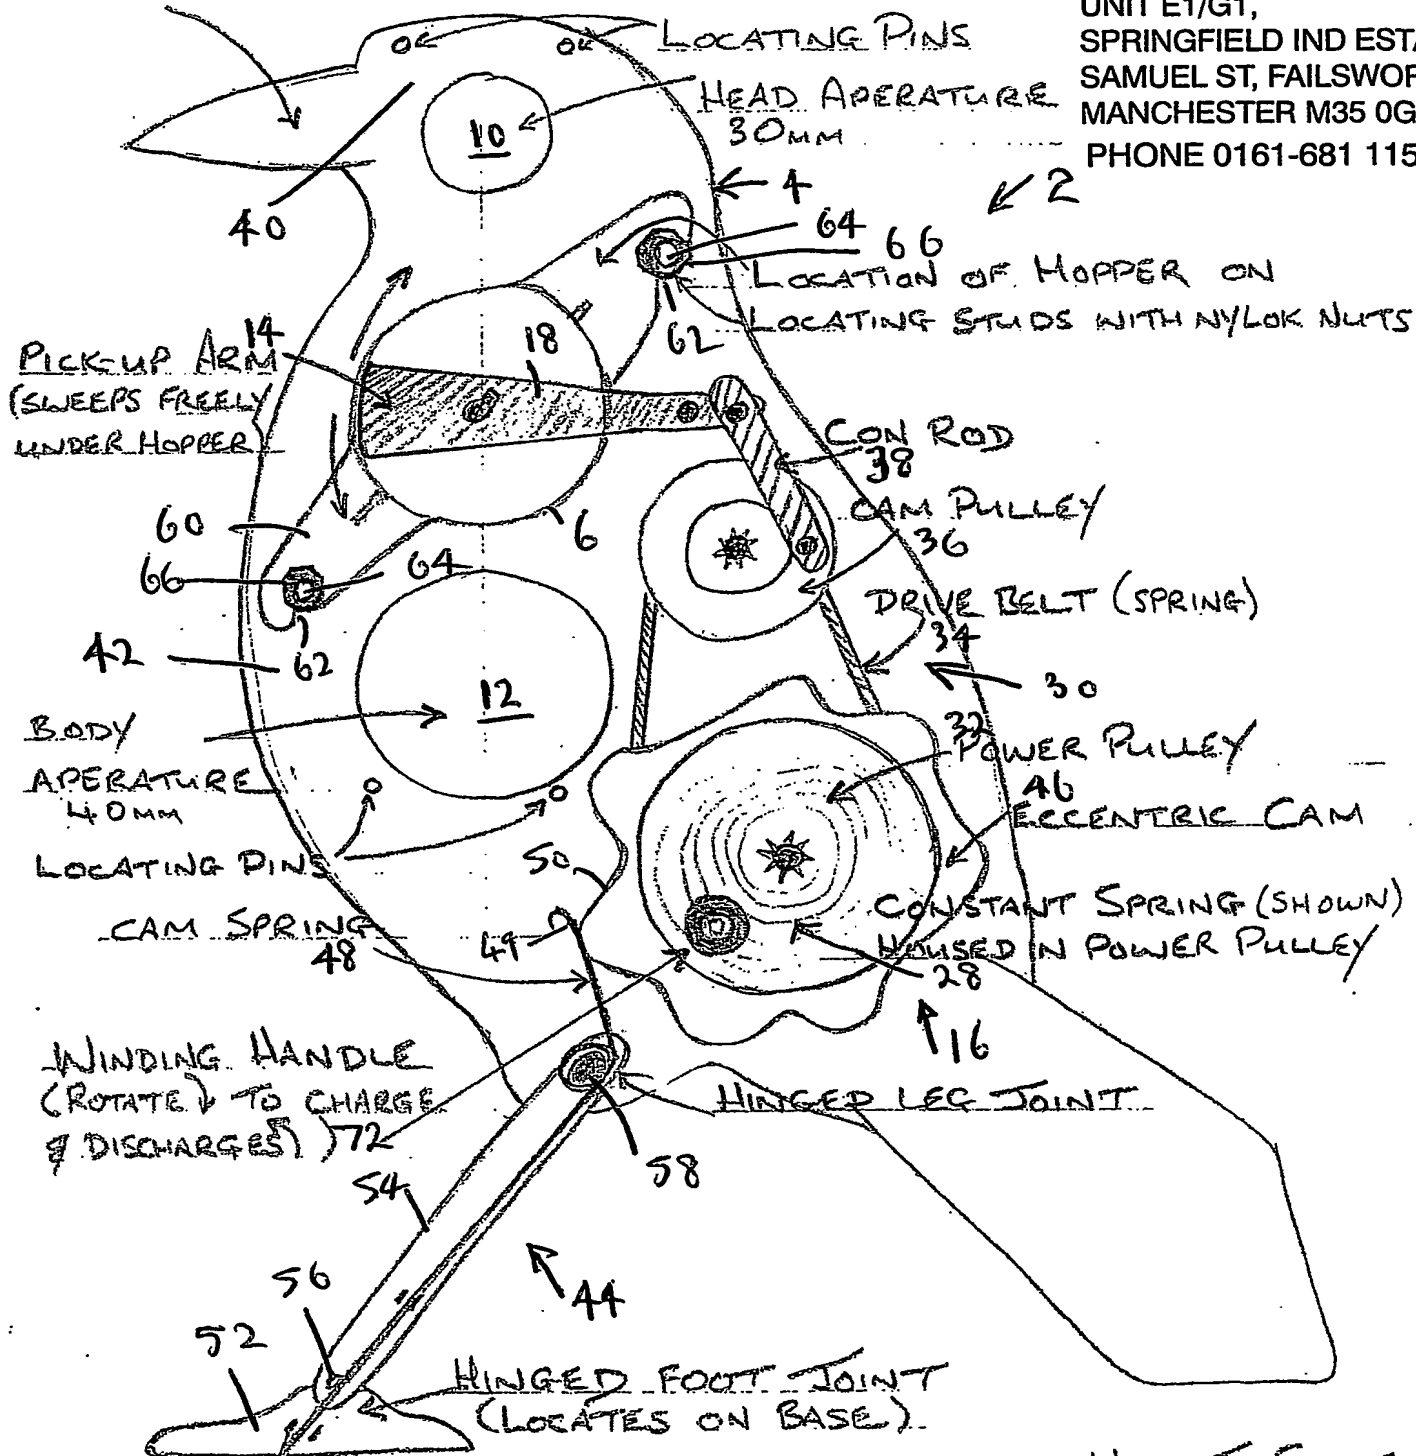 UNIT E1/G1,
SPRINGFIELD IND
SAMUEL ST,
MANCHESTER M35
PHONE 0161-681
LOCATING PINS
HEAD APERATURE
30MM
10
40
4
2
64
66
LOCATION OF HOPPER ON
LOCATING STUDS WITH NYLOK NUTS
62
14
PICK-UP ARM
(SWEEPS FREELY
UNDER HOPPER)
18
CON ROD
38
CAM PULLEY
36
60
6
66
64
62
DRIVE BELT (SPRING)
34
42
30
12
BODY
APERATURE
40MM
32
POWER PULLEY
46
ECCENTRIC CAM
LOCATING PINS
50
CAM SPRING
48
49
CONSTANT SPRING (SHOWN)
HOUSED IN POWER PULLEY
28
16
WINDING HANDLE
(ROTATE ↓ TO CHARGE
& DISCHARGES)
72
HINGED LEG JOINT
58
54
56
44
52
HINGED FOOT JOINT
(LOCATES ON BASE)